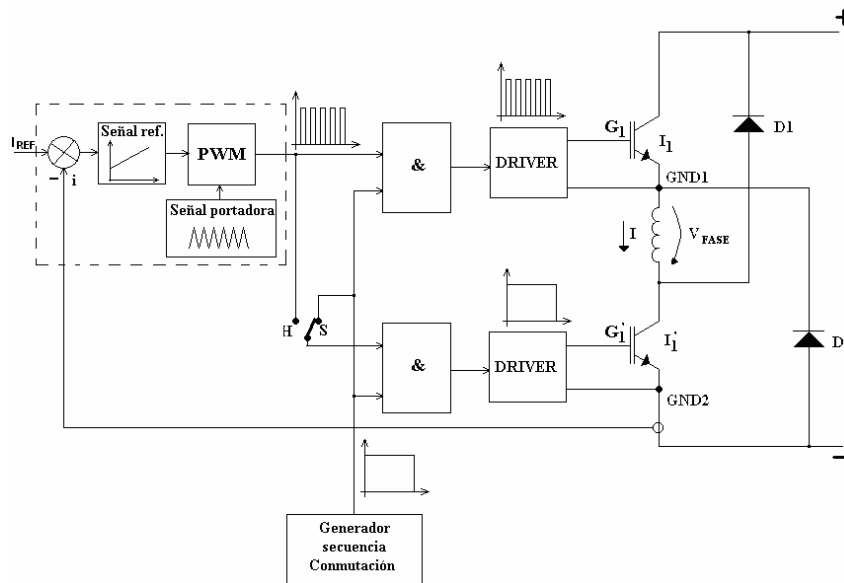 +
I_REF
−
i
Señal ref.
PWM
Señal portadora
&
DRIVER
G₁
I₁
D1
GND1
I
V_FASE
H
S
&
DRIVER
G₁'
I₁'
D
GND2
−
Generador
secuencia
Conmutación